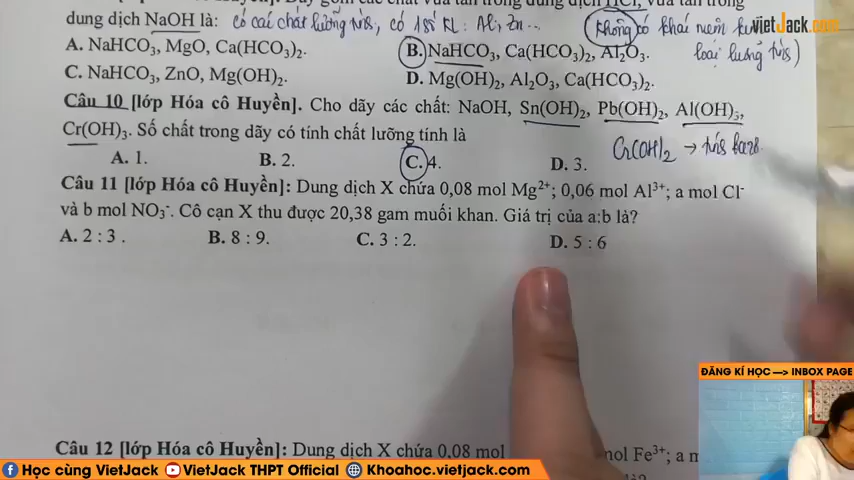 dung dịch NaOH là: có các chất lưỡng tính, có 1 số KL: Al, Zn... (không có khái niệm kim
A. NaHCO₃, MgO, Ca(HCO₃)₂. B. NaHCO₃, Ca(HCO₃)₂, Al₂O₃. loại lưỡng tính)
C. NaHCO₃, ZnO, Mg(OH)₂. D. Mg(OH)₂, Al₂O₃, Ca(HCO₃)₂.
Câu 10 [lớp Hóa cô Huyền]. Cho dãy các chất: NaOH, Sn(OH)₂, Pb(OH)₂, Al(OH)₃,
Cr(OH)₃. Số chất trong dãy có tính chất lưỡng tính là
Cr(OH)₂ → tính bazơ.
A. 1. B. 2. C. 4. D. 3.
Câu 11 [lớp Hóa cô Huyền]: Dung dịch X chứa 0,08 mol Mg²⁺; 0,06 mol Al³⁺; a mol Cl⁻
và b mol NO₃⁻. Cô cạn X thu được 20,38 gam muối khan. Giá trị của a:b là?
A. 2 : 3 . B. 8 : 9. C. 3 : 2. D. 5 : 6
Câu 12 [lớp Hóa cô Huyền]: Dung dịch X chứa 0,08 mol mol Fe³⁺; a m
VietJack.com
ĐĂNG KÍ HỌC —> INBOX PAGE
Học cùng VietJack VietJack THPT Official Khoahoc.vietjack.com